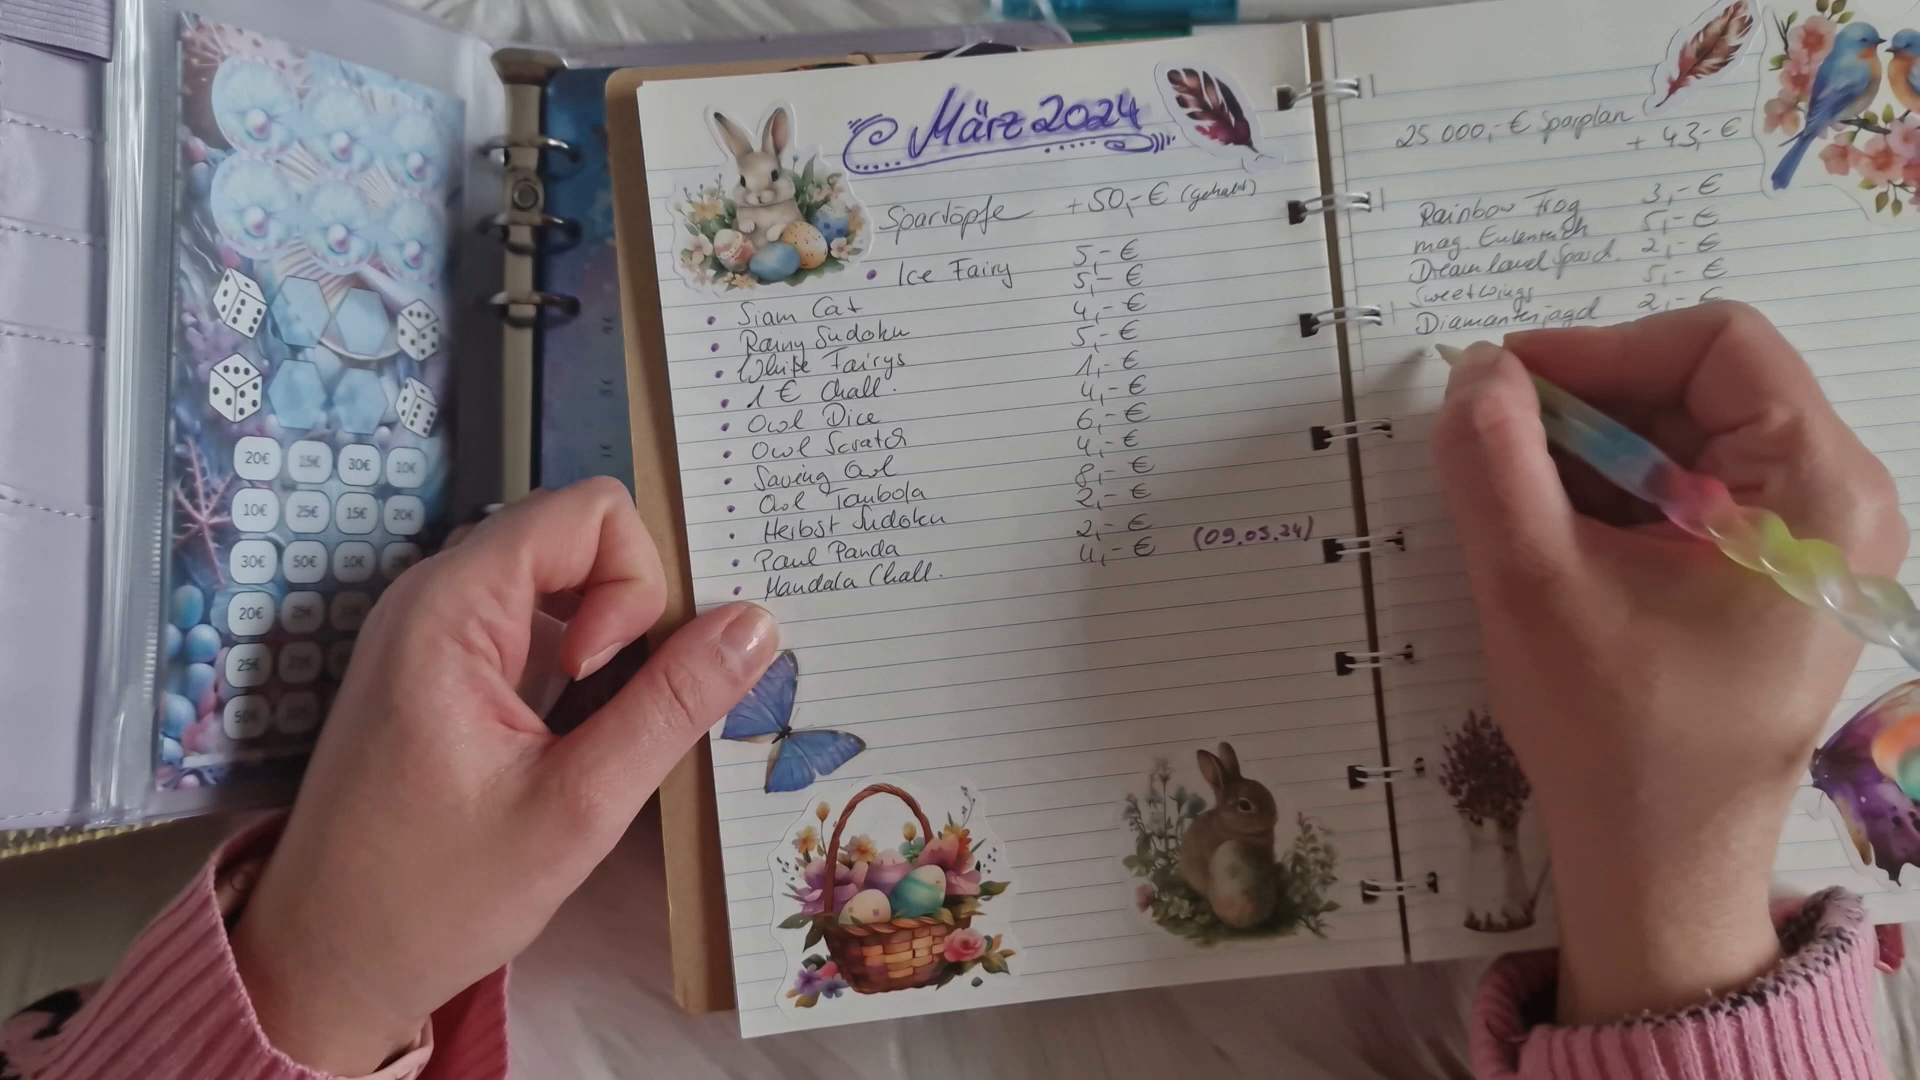 März 2024
Spartöpfe +50,-€ (gehabt)
• Ice Fairy 5,-€
• Siam Cat 5,-€
• Rainy Sudoku 4,-€
• White Fairys 5,-€
• 1€ Chall. 1,-€
• Owl Dice 4,-€
• Owl Scratch 6,-€
• Saving Owl 4,-€
• Owl Tombola 8,-€
• Herbst Sudoku 2,-€
• Paul Panda 2,-€
• Mandala Chall. 4,-€ (09.03.24)
25 000,-€ Sparplan
+ 43,-€
Rainbow Frog 3,-€
mag. 5,-€
Dreamland 2,-€
Sweet Wings 5,-€
Diamantenjagd 2,-€
20€ 15€ 30€ 10€
10€ 25€ 15€ 20€
30€ 50€ 10€
20€ 25€
25€
50€